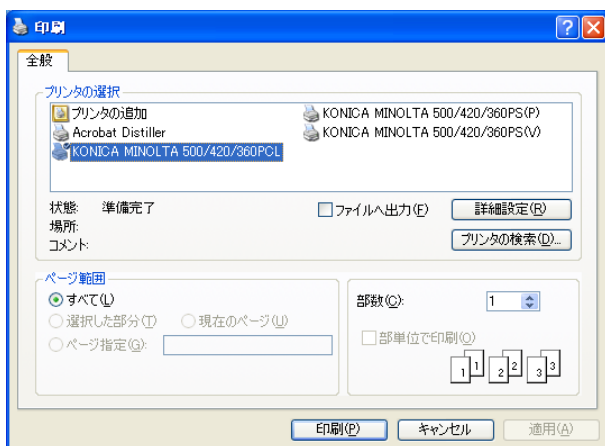 印刷
全般
プリンタの選択
プリンタの追加
Acrobat Distiller
KONICA MINOLTA 500/420/360PCL
KONICA MINOLTA 500/420/360PS(P)
KONICA MINOLTA 500/420/360PS(V)
状態: 準備完了
場所:
コメント:
ファイルへ出力(F)
詳細設定(R)
プリンタの検索(D)...
ページ範囲
すべて(L)
選択した部分(T) 現在のページ(U)
ページ指定(G):
部数(C): 1
部単位で印刷(O)
1 1 2 2 3 3
印刷(P) キャンセル 適用(A)